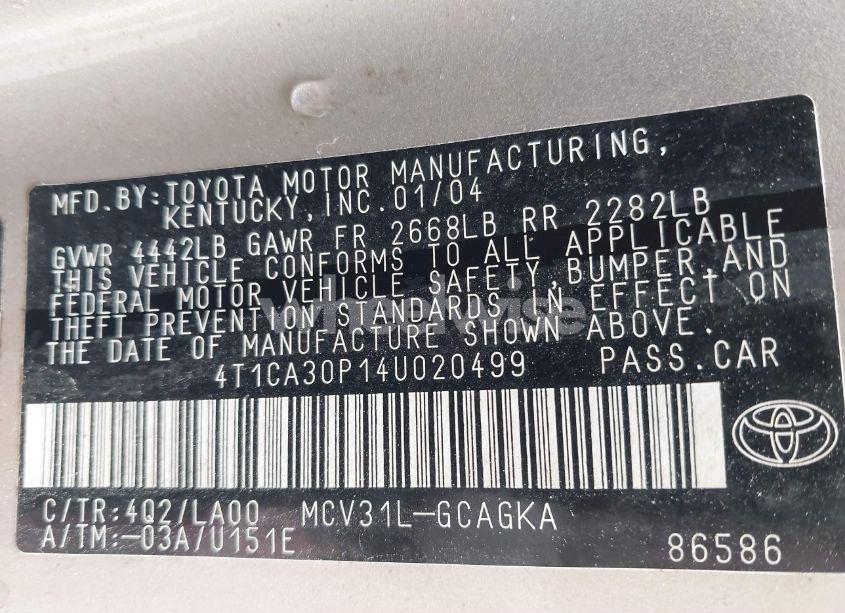 MFD.BY:TOYOTA MOTOR MANUFACTURING,
KENTUCKY,INC.01/04
GVWR 4442LB GAWR FR 2668LB RR 2282LB
THIS VEHICLE CONFORMS TO ALL APPLICABLE
FEDERAL MOTOR VEHICLE SAFETY,BUMPER,AND
THEFT PREVENTION STANDARDS IN EFFECT ON
THE DATE OF MANUFACTURE SHOWN ABOVE.
4T1CA30P14U020499 PASS.CAR
C/TR:4Q2/LA00 MCV31L-GCAGKA
A/TM:-03A/U151E 86586